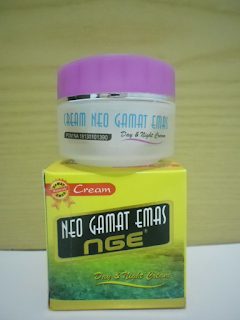 CREAM NEO GAMAT EMAS
Day & Night Cream
Cream
NEO GAMAT EMAS
NGE®
Day & Night Cream